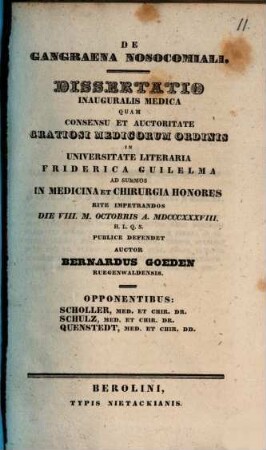 11.
DE
GANGRAENA NOSOCOMIALI.
DISSERTATIO
INAUGURALIS MEDICA
QUAM
CONSENSU ET AUCTORITATE
GRATIOSI MEDICORUM ORDINIS
IN
UNIVERSITATE LITERARIA
FRIDERICA GUILELMA
AD SUMMOS
IN MEDICINA ET CHIRURGIA HONORES
RITE IMPETRANDOS
DIE VIII. M. OCTOBRIS A. MDCCCXXXVIII.
H. L. Q. S.
PUBLICE DEFENDET
AUCTOR
BERNARDUS GOEDEN
RUEGENWALDENSIS.
OPPONENTIBUS:
SCHOLLER, MED. ET CHIR. DR.
SCHULZ, MED. ET CHIR. DR.
QUENSTEDT, MED. ET CHIR. DD.
BEROLINI,
TYPIS NIETACKIANIS.